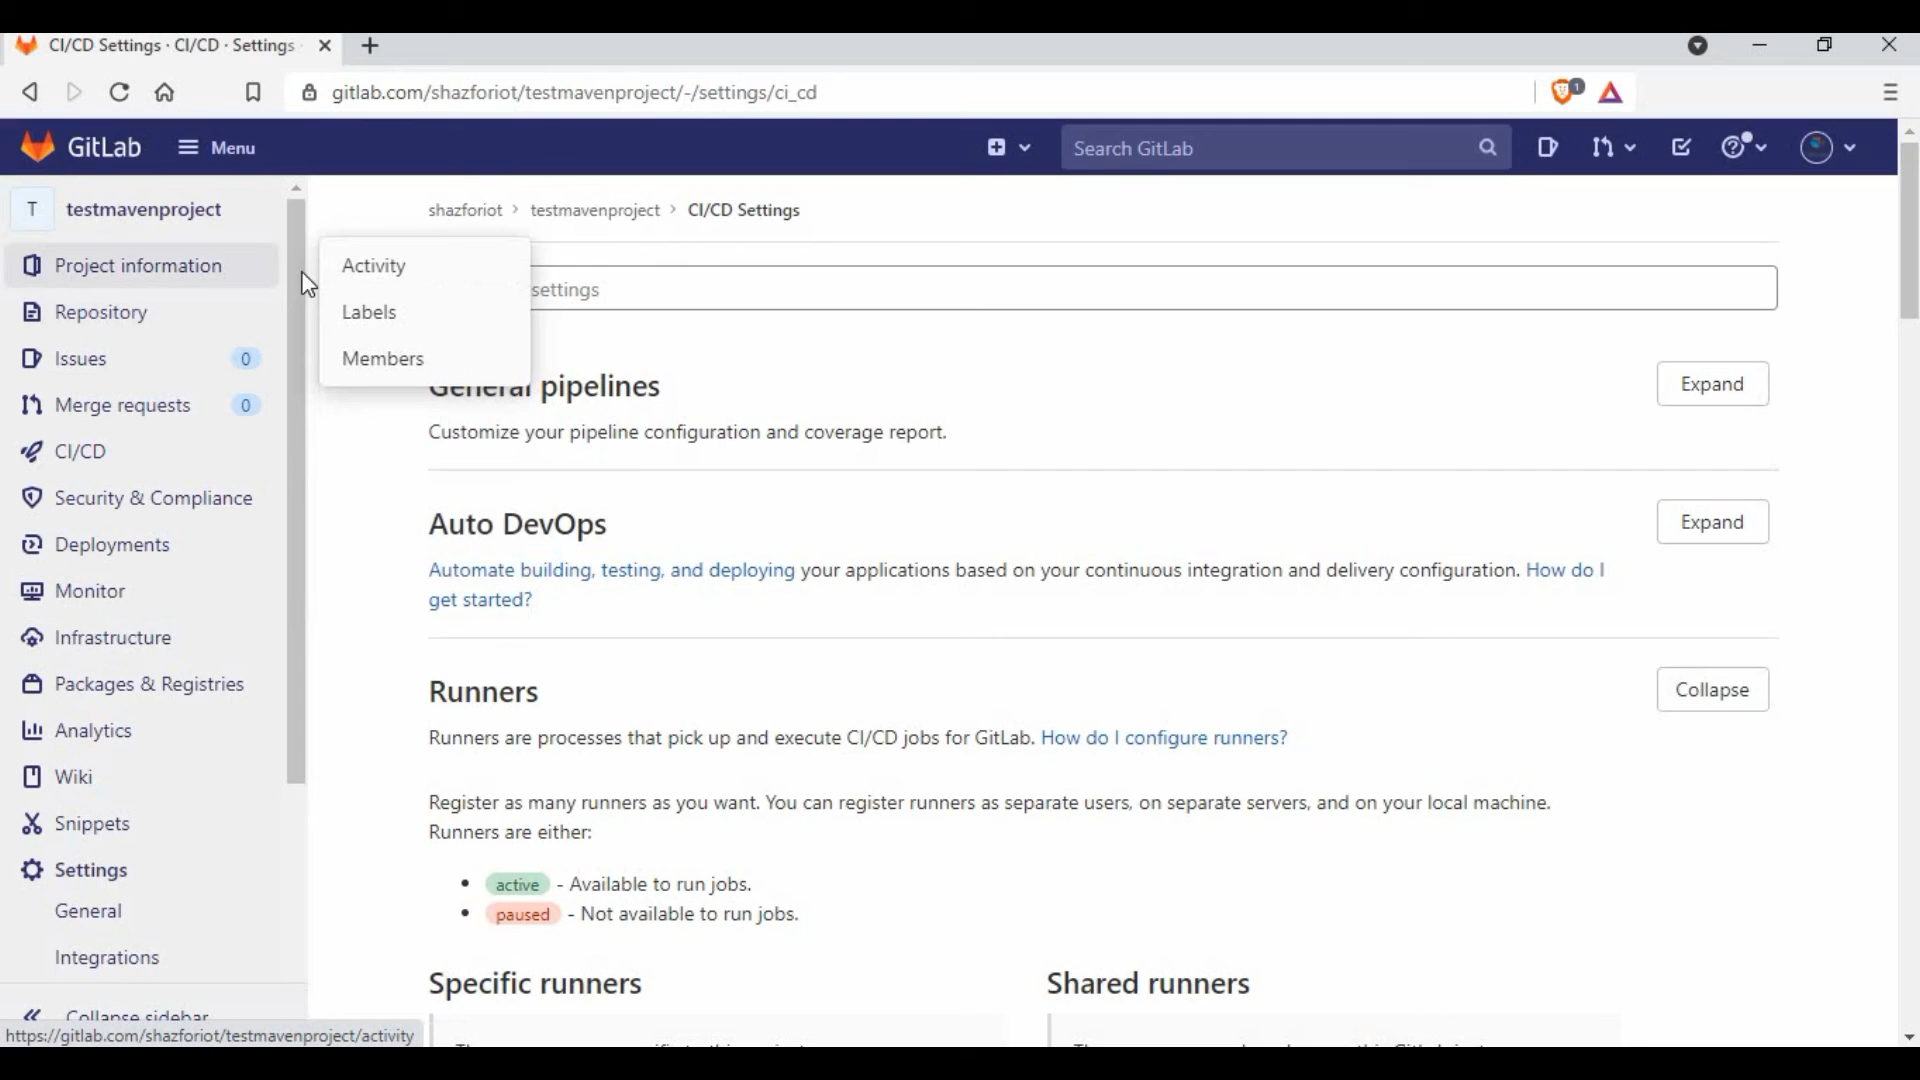 CI/CD Settings · CI/CD · Settings
gitlab.com/shazforiot/testmavenproject/-/settings/ci_cd
1
GitLab
Menu
Search GitLab
T
testmavenproject
shazforiot > testmavenproject > CI/CD Settings
Project information
Activity
settings
Repository
Labels
Issues
0
Members
General pipelines
Expand
Merge requests
0
Customize your pipeline configuration and coverage report.
CI/CD
Security & Compliance
Auto DevOps
Expand
Deployments
Automate building, testing, and deploying your applications based on your continuous integration and delivery configuration. How do I
get started?
Monitor
Infrastructure
Packages & Registries
Runners
Collapse
Analytics
Runners are processes that pick up and execute CI/CD jobs for GitLab. How do I configure runners?
Wiki
Register as many runners as you want. You can register runners as separate users, on separate servers, and on your local machine.
Snippets
Runners are either:
Settings
active - Available to run jobs.
General
paused - Not available to run jobs.
Integrations
Specific runners
Shared runners
Collapse sidebar
https://gitlab.com/shazforiot/testmavenproject/activity